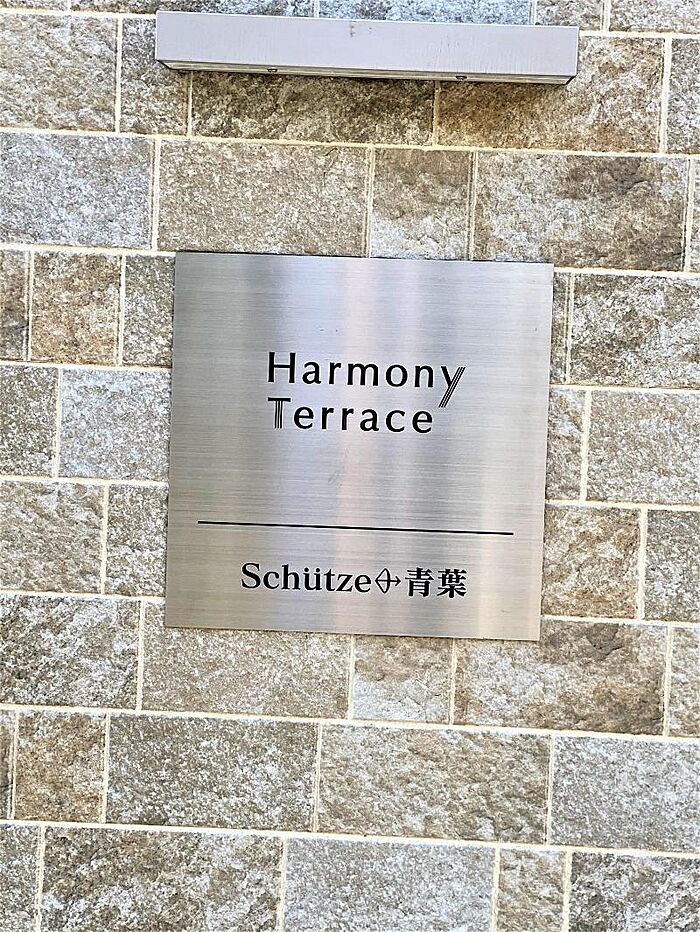 Harmony
Terrace
Schütze 青葉